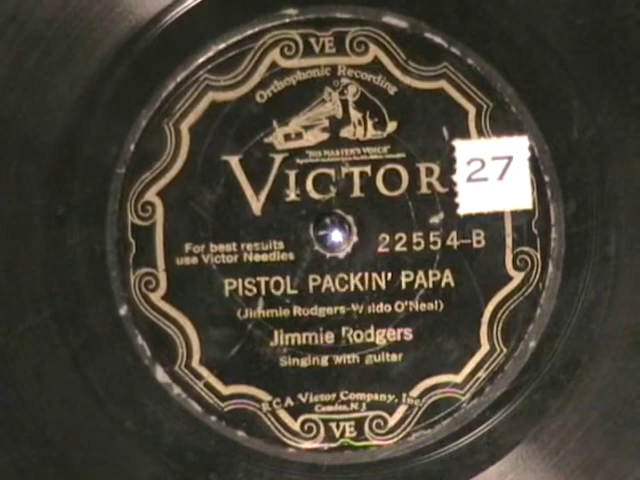 VE
Orthophonic Recording
"HIS MASTER'S VOICE"
VICTOR
27
For best results
use Victor Needles
22554-B
PISTOL PACKIN' PAPA
(Jimmie Rodgers-Waldo O'Neal)
Jimmie Rodgers
Singing with guitar
RCA Victor Company, Inc.
Camden, N.J.
VE